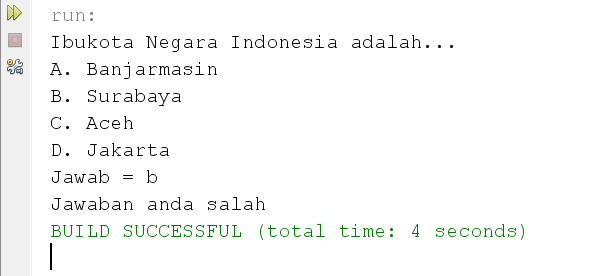 run:
Ibukota Negara Indonesia adalah...
A. Banjarmasin
B. Surabaya
C. Aceh
D. Jakarta
Jawab = b
Jawaban anda salah
BUILD SUCCESSFUL (total time: 4 seconds)